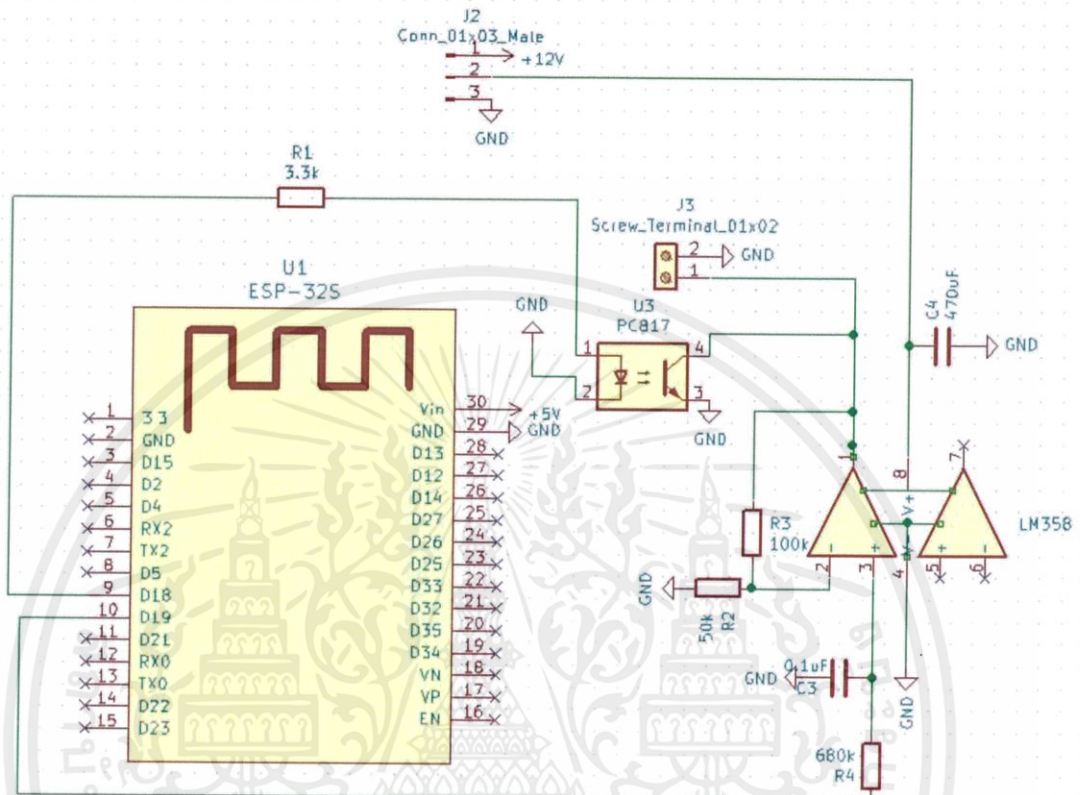 J2
Conn_01x03_Male
1
+12V
2
3
GND
R1
3.3k
J3
Screw_Terminal_01x02
2
GND
1
U1
ESP-32S
GND
U3
PC817
1
4
2
3
GND
C4
470uF
GND
1 33
2 GND
3 D15
4 D2
5 D4
6 RX2
7 TX2
8 D5
9 D18
10 D19
11 D21
12 RX0
13 TX0
14 D22
15 D23
Vin 30
+5V
GND 29
GND
D13 28
D12 27
D14 26
D27 25
D26 24
D25 23
D33 22
D32 21
D35 20
D34 19
VN 18
VP 17
EN 16
1
8
7
V+
R3
100k
LM358
- + + -
2 3 4 5 6
V-
GND
50k
R2
0.1uF
GND
C3
GND
680k
R4